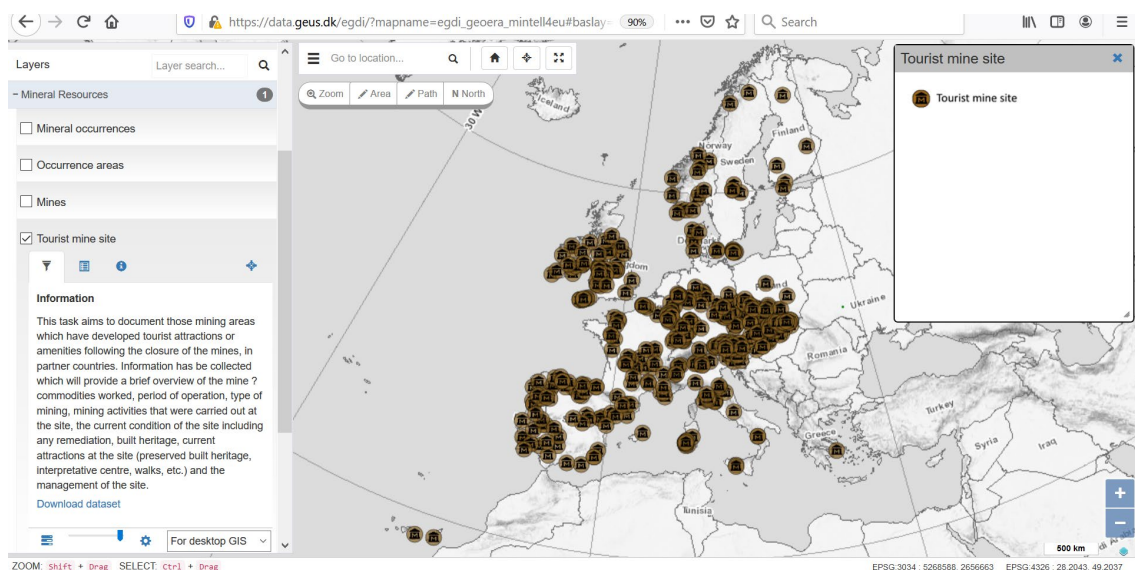 https://data.geus.dk/egdi/?mapname=egdi_geoera_mintell4eu#baslay=
90%
Search
Layers
Layer search...
Go to location...
Zoom
Area
Path
N North
− Mineral Resources
1
Mineral occurrences
Occurrence areas
Mines
Tourist mine site
Information
This task aims to document those mining areas
which have developed tourist attractions or
amenities following the closure of the mines, in
partner countries. Information has be collected
which will provide a brief overview of the mine ?
commodities worked, period of operation, type of
mining, mining activities that were carried out at
the site, the current condition of the site including
any remediation, built heritage, current
attractions at the site (preserved built heritage,
interpretative centre, walks, etc.) and the
management of the site.
Download dataset
For desktop GIS
Tourist mine site
Tourist mine site
Iceland
30 W
Norway
Sweden
Finland
Ukraine
Romania
Turkey
Greece
Syria
Iraq
Tunisia
+
−
500 km
ZOOM: Shift + Drag SELECT: Ctrl + Drag
EPSG:3034 : 5268588, 2656663 EPSG:4326 : 28.2043, 49.2037